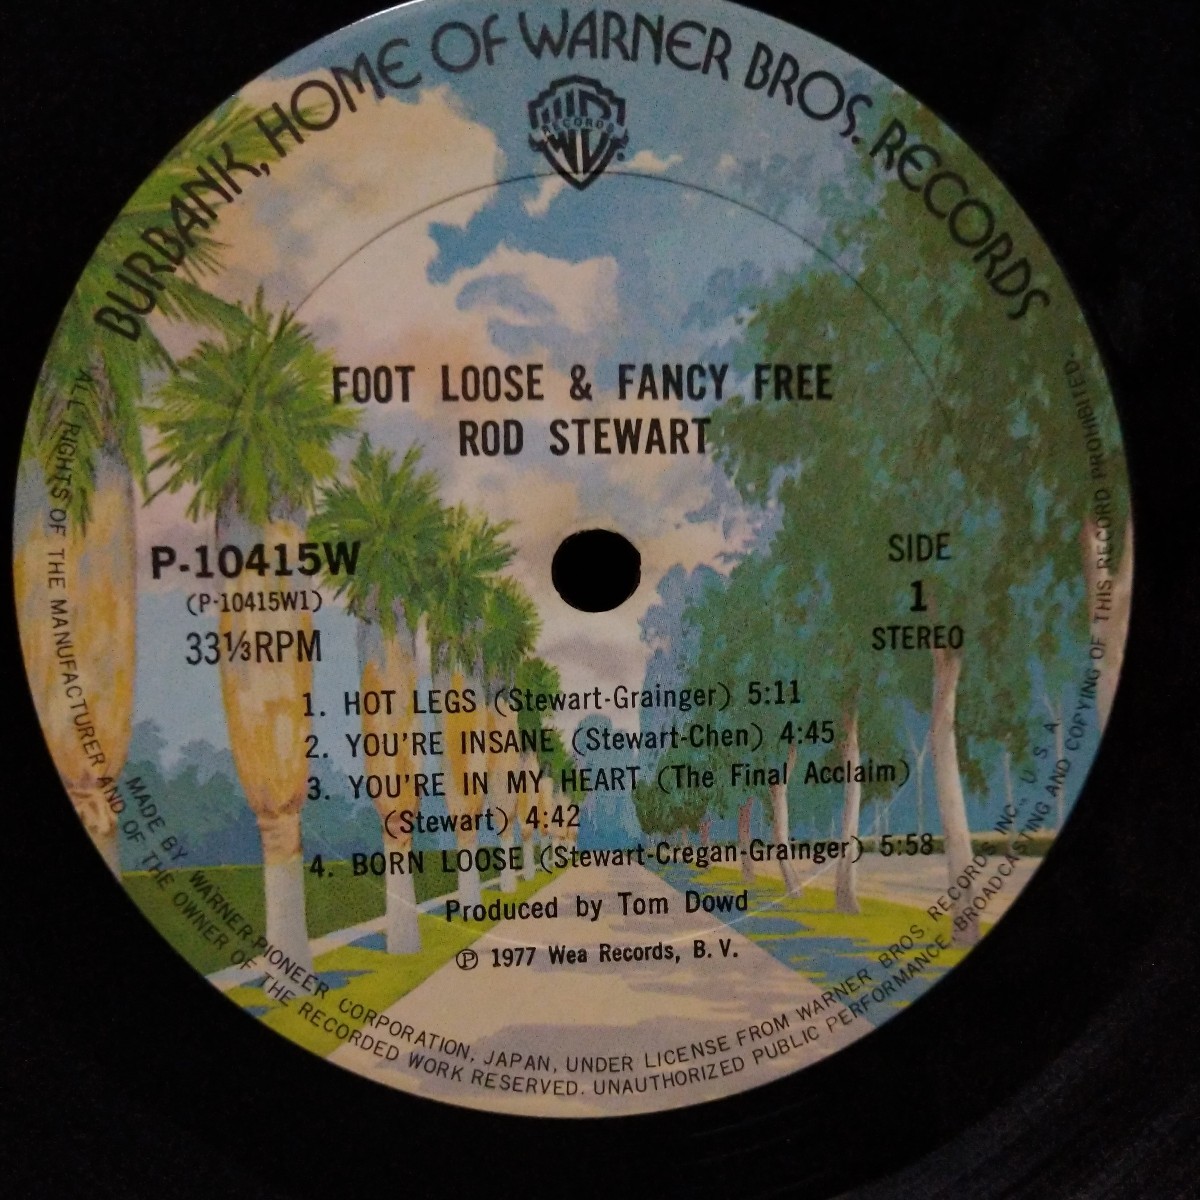 BURBANK, HOME OF WARNER BROS. RECORDS
RECORDS
FOOT LOOSE & FANCY FREE
ROD STEWART
P-10415W
(P-10415W1)
33⅓RPM
SIDE
1
STEREO
1. HOT LEGS (Stewart-Grainger) 5:11
2. YOU'RE INSANE (Stewart-Chen) 4:45
3. YOU'RE IN MY HEART (The Final Acclaim)
(Stewart) 4:42
4. BORN LOOSE (Stewart-Cregan-Grainger) 5:58
Produced by Tom Dowd
Ⓟ 1977 Wea Records, B. V.
MADE BY WARNER-PIONEER CORPORATION, JAPAN, UNDER LICENSE FROM WARNER BROS. RECORDS INC., U. S. A.
ALL RIGHTS OF THE MANUFACTURER AND OF THE OWNER OF THE RECORDED WORK RESERVED. UNAUTHORIZED PUBLIC PERFORMANCE, BROADCASTING AND COPYING OF THIS RECORD PROHIBITED.